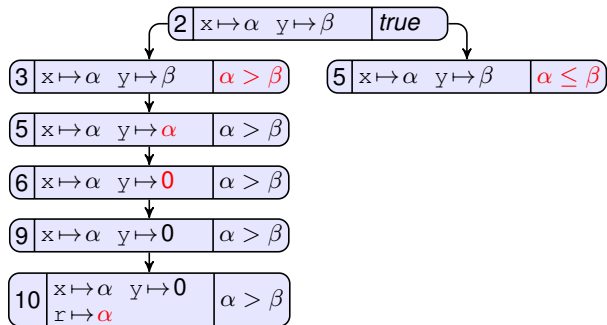 2 x↦α y↦β true
3 x↦α y↦β α > β
5 x↦α y↦β α ≤ β
5 x↦α y↦α α > β
6 x↦α y↦0 α > β
9 x↦α y↦0 α > β
10 x↦α y↦0 α > β
r↦α